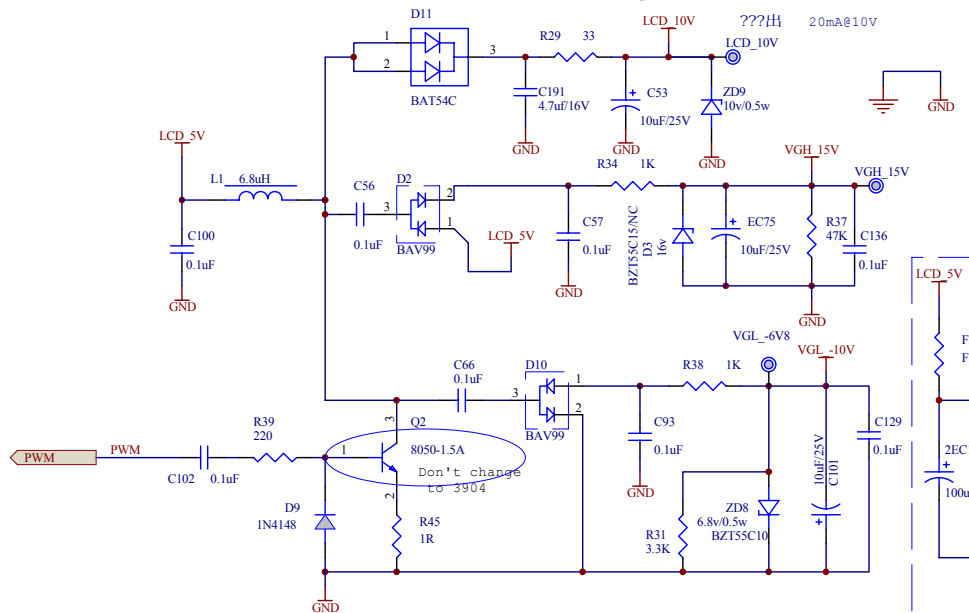 D11
BAT54C
1
2
3
R29
33
LCD_10V
???出
20mA@10V
LCD_10V
C191
4.7uf/16V
GND
C53
10uF/25V
GND
ZD9
10v/0.5w
GND
GND
LCD_5V
L1
6.8uH
C100
0.1uF
GND
C56
0.1uF
D2
3
2
1
BAV99
LCD_5V
R34
1K
C57
0.1uF
GND
BZT55C15/NC
D3
16v
EC75
10uF/25V
VGH_15V
VGH_15V
R37
47K
C136
0.1uF
GND
LCD_5V
F
F
2EC
100u
C66
0.1uF
D10
3
1
2
BAV99
R38
1K
VGL_-6V8
VGL_-10V
C93
0.1uF
GND
10uF/25V
C101
C129
0.1uF
R31
3.3K
ZD8
6.8v/0.5w
BZT55C10
PWM
PWM
C102
0.1uF
R39
220
Q2
3
1
2
8050-1.5A
Don't change
to 3904
D9
1N4148
R45
1R
GND